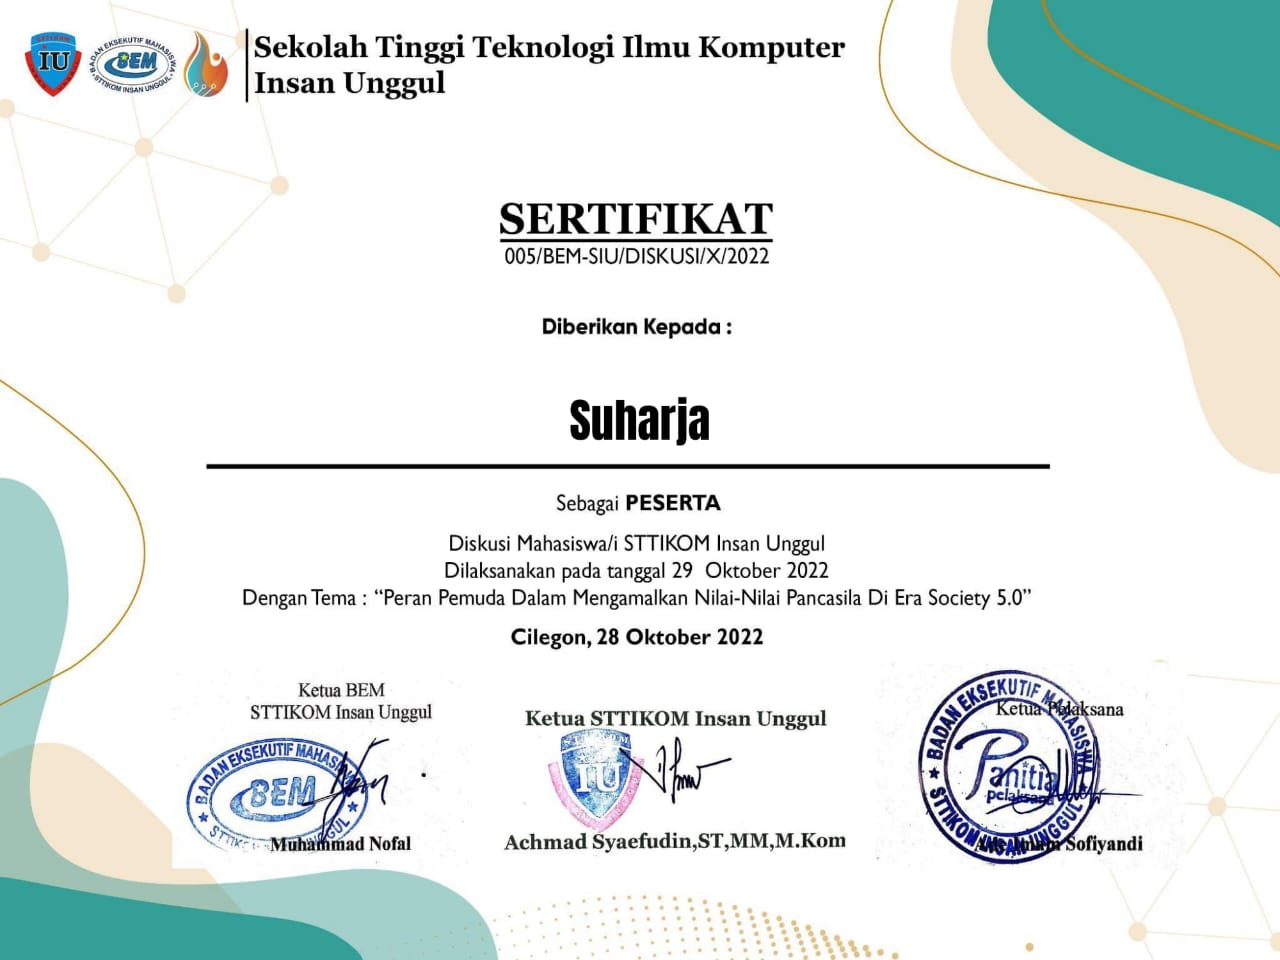 STTIKOM
IU
BADAN EKSEKUTIF MAHASISWA
BEM
STTIKOM INSAN UNGGUL
Sekolah Tinggi Teknologi Ilmu Komputer
Insan Unggul
SERTIFIKAT
005/BEM-SIU/DISKUSI/X/2022
Diberikan Kepada :
Suharja
Sebagai PESERTA
Diskusi Mahasiswa/i STTIKOM Insan Unggul
Dilaksanakan pada tanggal 29 Oktober 2022
Dengan Tema : “Peran Pemuda Dalam Mengamalkan Nilai-Nilai Pancasila Di Era Society 5.0”
Cilegon, 28 Oktober 2022
Ketua BEM
STTIKOM Insan Unggul
BADAN EKSEKUTIF MAHASISWA
BEM
Muhammad Nofal
Ketua STTIKOM Insan Unggul
IU
Achmad Syaefudin,ST,MM,M.Kom
BADAN EKSEKUTIF MAHASISWA
Ketua Pelaksana
Panitia
pelaksana
STTIKOM INSAN UNGGUL
Sofiyandi